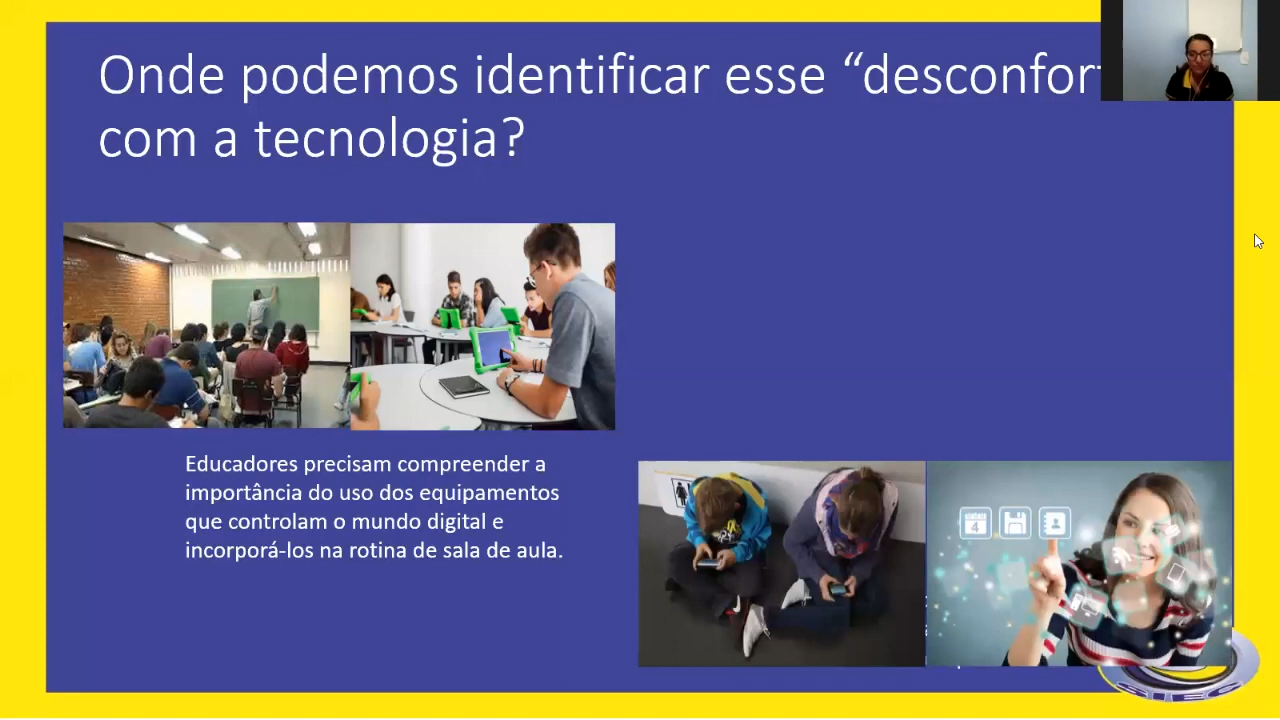 Onde podemos identificar esse “desconfor
com a tecnologia?
Educadores precisam compreender a
importância do uso dos equipamentos
que controlam o mundo digital e
incorporá-los na rotina de sala de aula.
4